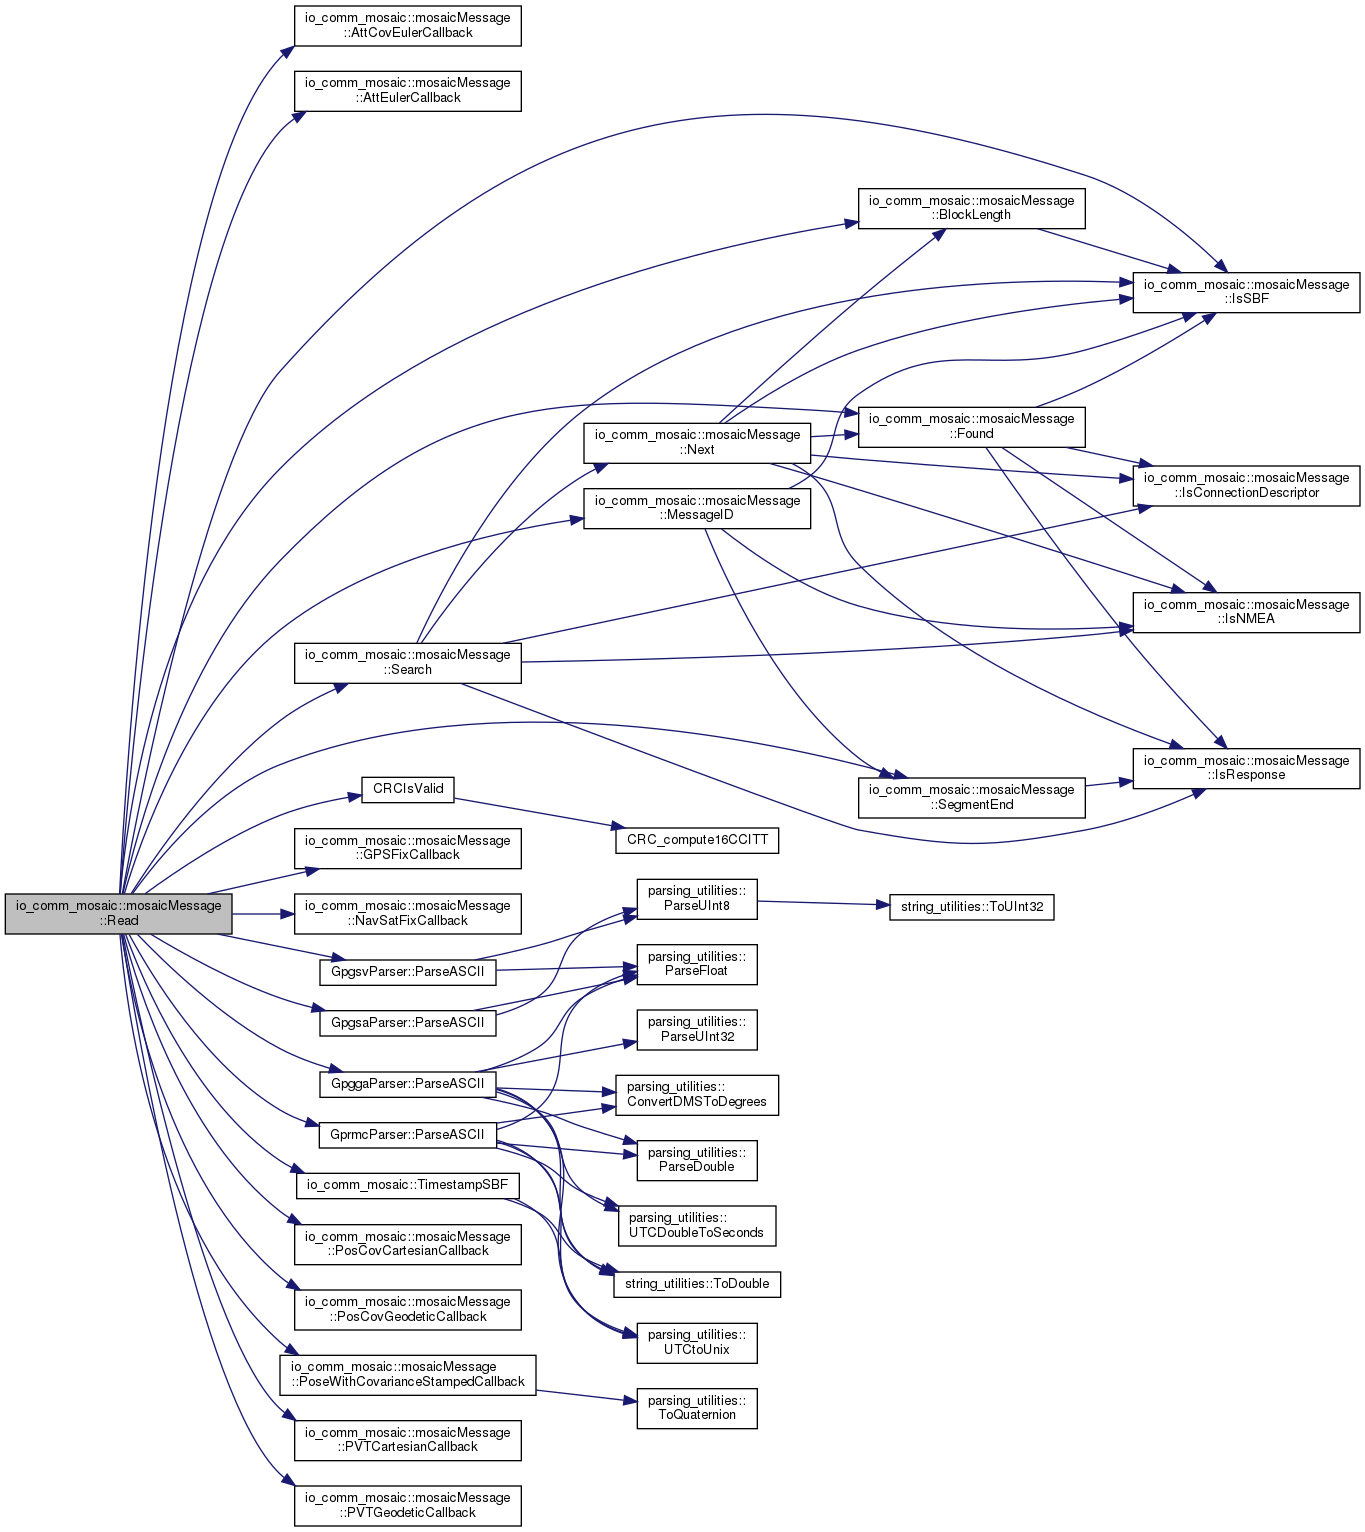 io_comm_mosaic::mosaicMessage
::Read
io_comm_mosaic::mosaicMessage
::AttCovEulerCallback
io_comm_mosaic::mosaicMessage
::AttEulerCallback
io_comm_mosaic::mosaicMessage
::Search
CRCIsValid
io_comm_mosaic::mosaicMessage
::GPSFixCallback
io_comm_mosaic::mosaicMessage
::NavSatFixCallback
GpgsvParser::ParseASCII
GpgsaParser::ParseASCII
GpggaParser::ParseASCII
GprmcParser::ParseASCII
io_comm_mosaic::TimestampSBF
io_comm_mosaic::mosaicMessage
::PosCovCartesianCallback
io_comm_mosaic::mosaicMessage
::PosCovGeodeticCallback
io_comm_mosaic::mosaicMessage
::PoseWithCovarianceStampedCallback
io_comm_mosaic::mosaicMessage
::PVTCartesianCallback
io_comm_mosaic::mosaicMessage
::PVTGeodeticCallback
io_comm_mosaic::mosaicMessage
::Next
io_comm_mosaic::mosaicMessage
::MessageID
CRC_compute16CCITT
parsing_utilities::
ParseUInt8
parsing_utilities::
ParseFloat
parsing_utilities::
ParseUInt32
parsing_utilities::
ConvertDMSToDegrees
parsing_utilities::
ParseDouble
parsing_utilities::
UTCDoubleToSeconds
string_utilities::ToDouble
parsing_utilities::
UTCtoUnix
parsing_utilities::
ToQuaternion
io_comm_mosaic::mosaicMessage
::BlockLength
io_comm_mosaic::mosaicMessage
::Found
io_comm_mosaic::mosaicMessage
::SegmentEnd
string_utilities::ToUInt32
io_comm_mosaic::mosaicMessage
::IsSBF
io_comm_mosaic::mosaicMessage
::IsConnectionDescriptor
io_comm_mosaic::mosaicMessage
::IsNMEA
io_comm_mosaic::mosaicMessage
::IsResponse